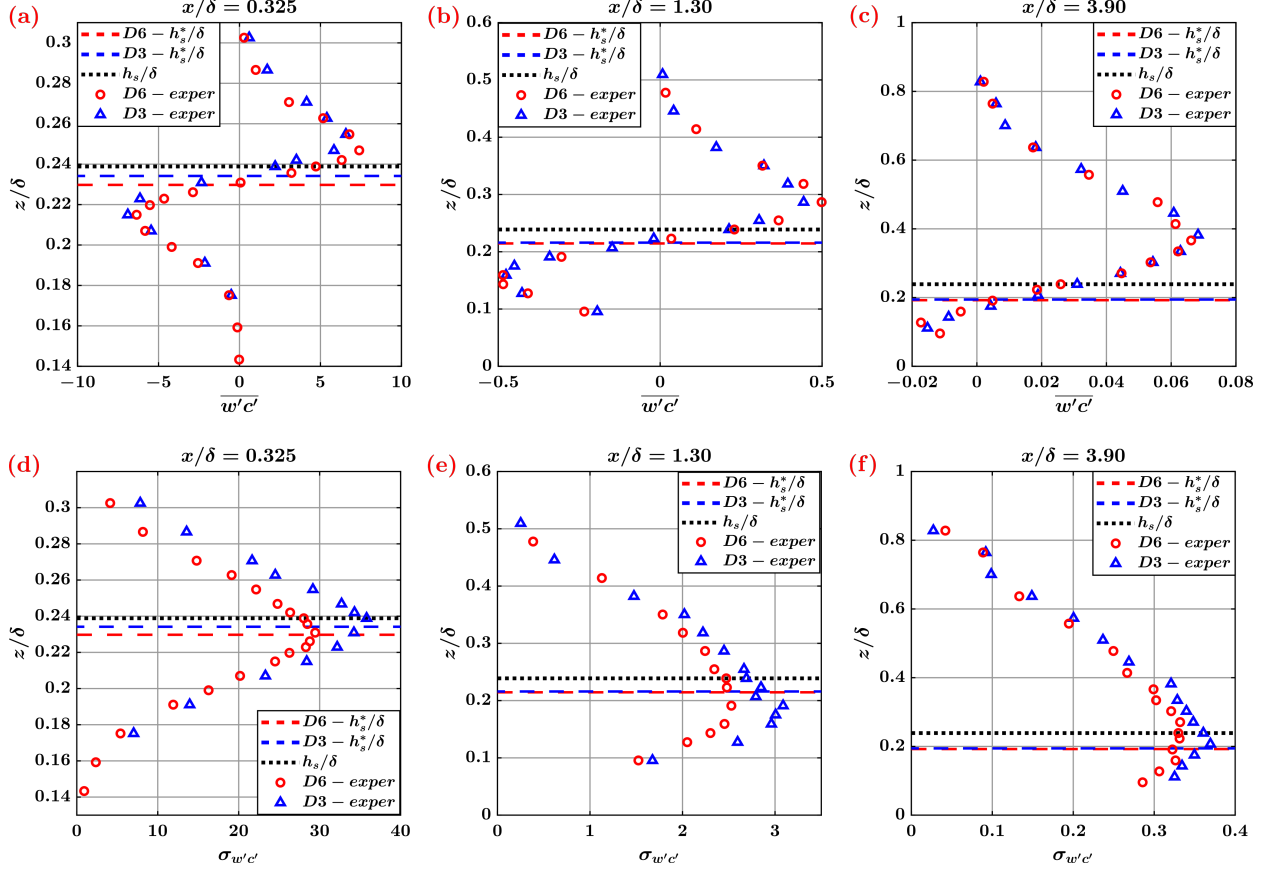 (a)
x/δ = 0.325
D6 − h*ₛ/δ
D3 − h*ₛ/δ
hₛ/δ
D6 − exper
D3 − exper
0.3
0.28
0.26
0.24
0.22
0.2
0.18
0.16
0.14
z/δ
−10
−5
0
5
10
w′c′
(b)
x/δ = 1.30
D6 − h*ₛ/δ
D3 − h*ₛ/δ
hₛ/δ
D6 − exper
D3 − exper
0.6
0.5
0.4
0.3
0.2
0.1
0
z/δ
−0.5
0
0.5
w′c′
(c)
x/δ = 3.90
D6 − h*ₛ/δ
D3 − h*ₛ/δ
hₛ/δ
D6 − exper
D3 − exper
1
0.8
0.6
0.4
0.2
0
z/δ
−0.02
0
0.02
0.04
0.06
0.08
w′c′
(d)
x/δ = 0.325
0.3
0.28
0.26
0.24
0.22
0.2
0.18
0.16
0.14
z/δ
D6 − h*ₛ/δ
D3 − h*ₛ/δ
hₛ/δ
D6 − exper
D3 − exper
0
10
20
30
40
σw′c′
(e)
x/δ = 1.30
D6 − h*ₛ/δ
D3 − h*ₛ/δ
hₛ/δ
D6 − exper
D3 − exper
0.6
0.5
0.4
0.3
0.2
0.1
0
z/δ
0
1
2
3
σw′c′
(f)
x/δ = 3.90
D6 − h*ₛ/δ
D3 − h*ₛ/δ
hₛ/δ
D6 − exper
D3 − exper
1
0.8
0.6
0.4
0.2
0
z/δ
0
0.1
0.2
0.3
0.4
σw′c′